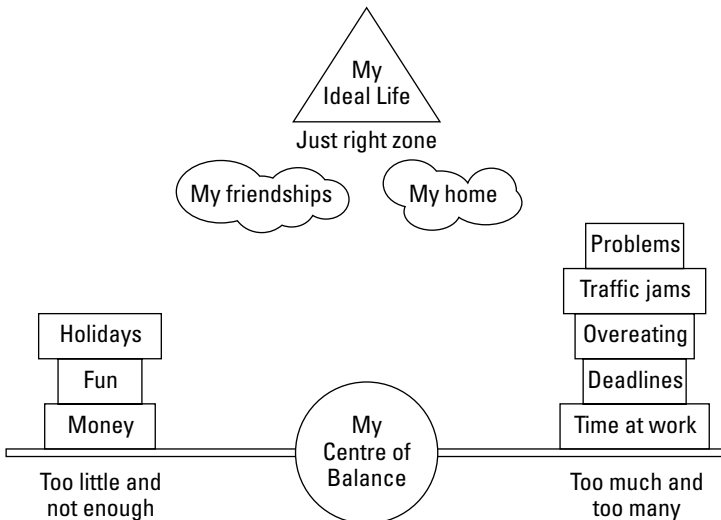 My
Ideal Life
Just right zone
My friendships
My home
Problems
Traffic jams
Holidays
Overeating
Fun
Deadlines
Money
My
Centre of
Balance
Time at work
Too little and
not enough
Too much and
too many